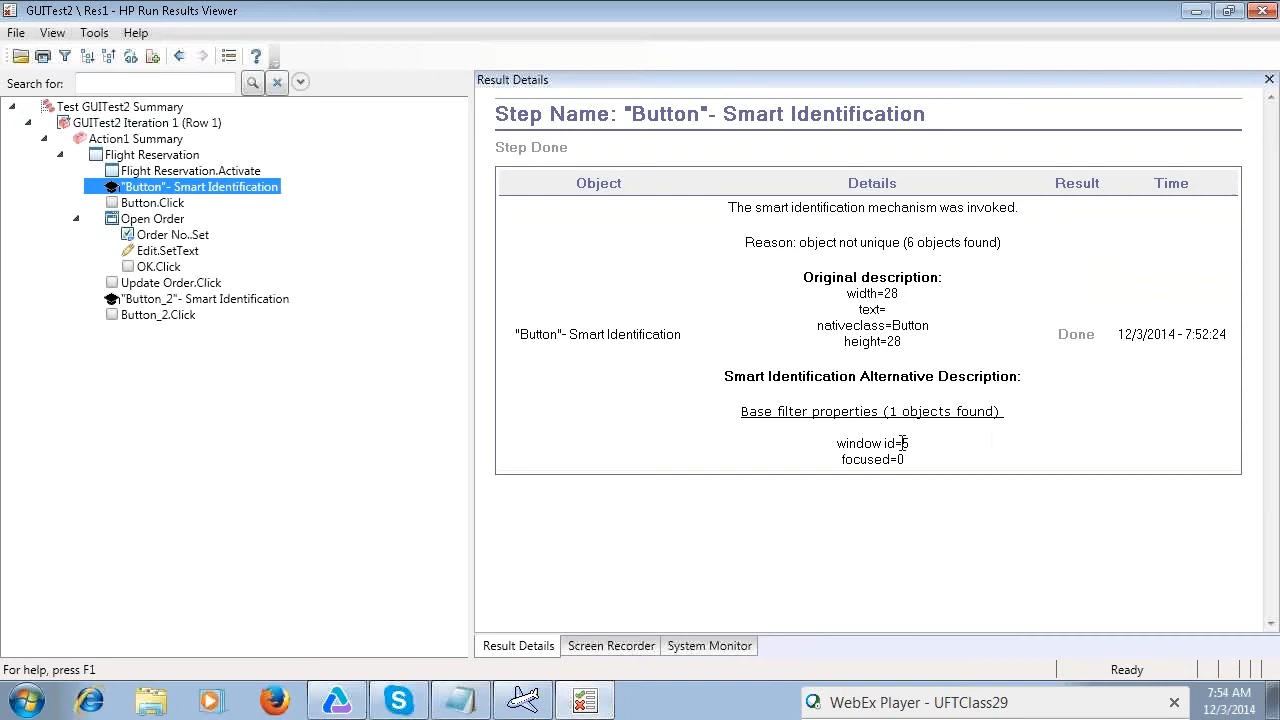 GUITest2 \ Res1 - HP Run Results Viewer
File View Tools Help
Search for:
Test GUITest2 Summary
GUITest2 Iteration 1 (Row 1)
Action1 Summary
Flight Reservation
Flight Reservation.Activate
"Button"- Smart Identification
Button.Click
Open Order
Order No..Set
Edit.SetText
OK.Click
Update Order.Click
"Button_2"- Smart Identification
Button_2.Click
Result Details
Step Name: "Button"- Smart Identification
Step Done
Object Details Result Time
The smart identification mechanism was invoked.
Reason: object not unique (6 objects found)
Original description:
width=28
text=
nativeclass=Button
height=28
"Button"- Smart Identification Done 12/3/2014 - 7:52:24
Smart Identification Alternative Description:
Base filter properties (1 objects found)
window id=6
focused=0
Result Details Screen Recorder System Monitor
For help, press F1 Ready
WebEx Player - UFTClass29
7:54 AM
12/3/2014